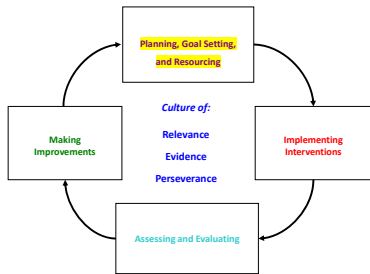 Planning, Goal Setting,
and Resourcing
Culture of:
Relevance
Evidence
Perseverance
Making
Improvements
Implementing
Interventions
Assessing and Evaluating